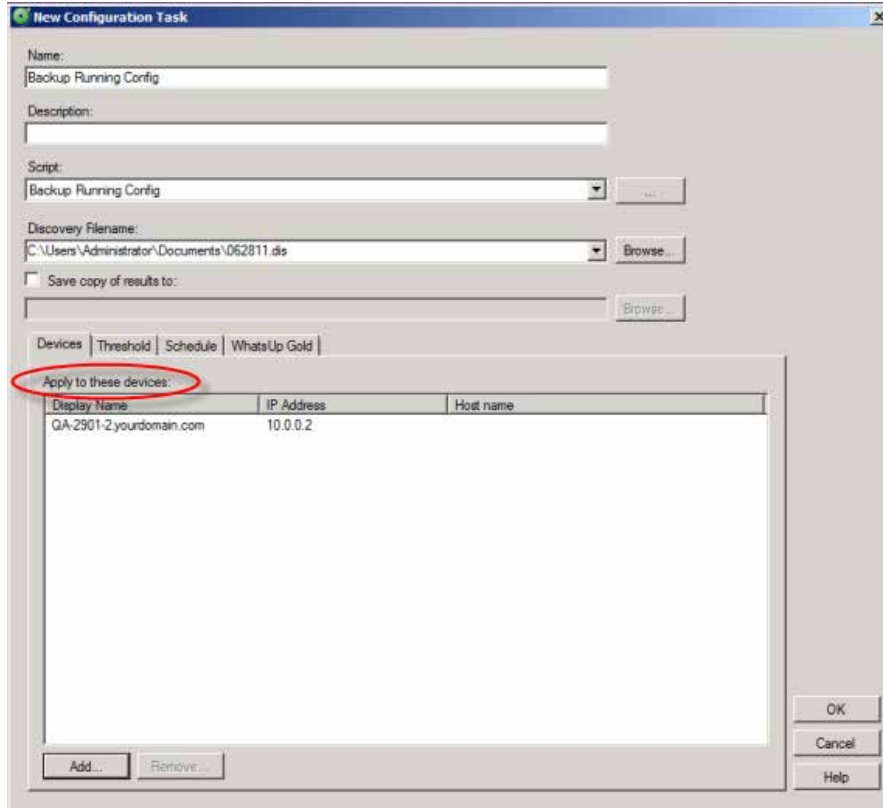 New Configuration Task
Name:
Backup Running Config
Description:
Script:
Backup Running Config
...
Discovery Filename:
C:\Users\Administrator\Documents\062811.dis
Browse...
Save copy of results to:
Browse...
Devices Threshold Schedule WhatsUp Gold
Apply to these devices:
Display Name IP Address Host name
QA-2901-2.yourdomain.com 10.0.0.2
OK
Cancel
Add... Remove...
Help